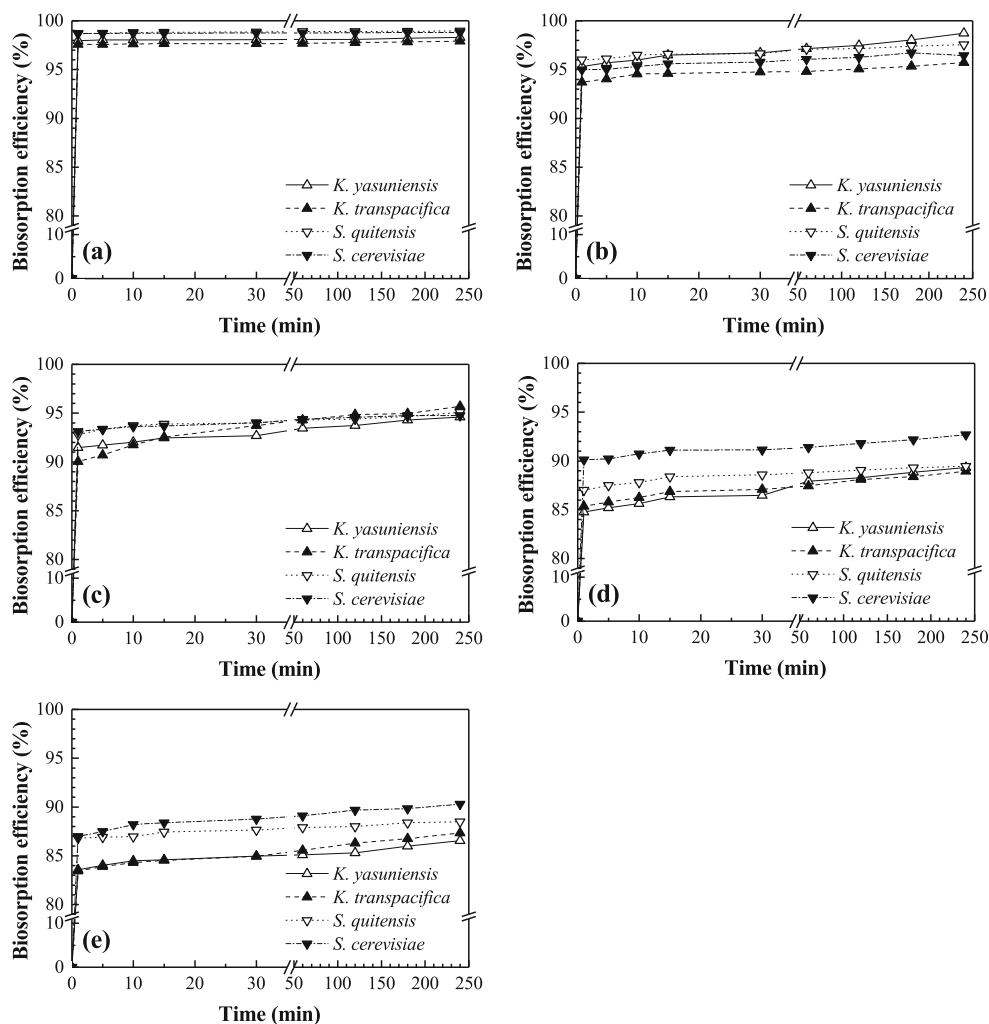 Biosorption efficiency (%)
100
95
90
85
80
10
0
K. yasuniensis
K. transpacifica
S. quitensis
S. cerevisiae
(a)
0 10 20 30 50 100 150 200 250
Time (min)
Biosorption efficiency (%)
100
95
90
85
80
10
0
K. yasuniensis
K. transpacifica
S. quitensis
S. cerevisiae
(b)
0 10 20 30 50 100 150 200 250
Time (min)
Biosorption efficiency (%)
100
95
90
85
80
10
0
K. yasuniensis
K. transpacifica
S. quitensis
S. cerevisiae
(c)
0 10 20 30 50 100 150 200 250
Time (min)
Biosorption efficiency (%)
100
95
90
85
80
10
0
K. yasuniensis
K. transpacifica
S. quitensis
S. cerevisiae
(d)
0 10 20 30 50 100 150 200 250
Time (min)
Biosorption efficiency (%)
100
95
90
85
80
10
0
K. yasuniensis
K. transpacifica
S. quitensis
S. cerevisiae
(e)
0 10 20 30 50 100 150 200 250
Time (min)